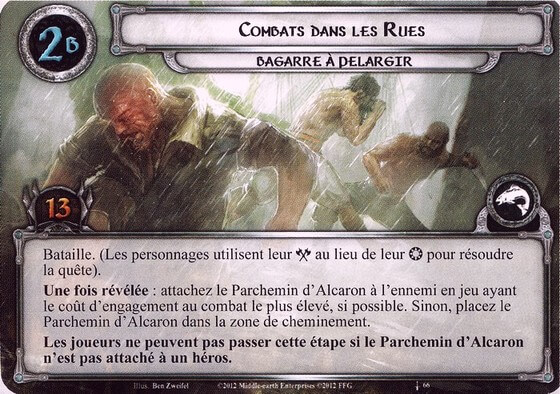 2B
COMBATS DANS LES RUES
BAGARRE À PELARGIR
13
Bataille. (Les personnages utilisent leur au lieu de leur pour résoudre
la quête).
Une fois révélée : attachez le Parchemin d'Alcaron à l'ennemi en jeu ayant
le coût d'engagement au combat le plus élevé, si possible. Sinon, placez le
Parchemin d'Alcaron dans la zone de cheminement.
Les joueurs ne peuvent pas passer cette étape si le Parchemin d'Alcaron
n'est pas attaché à un héros.
Illus. Ben Zweifel ©2012 Middle-earth Enterprises ©2012 FFG 66